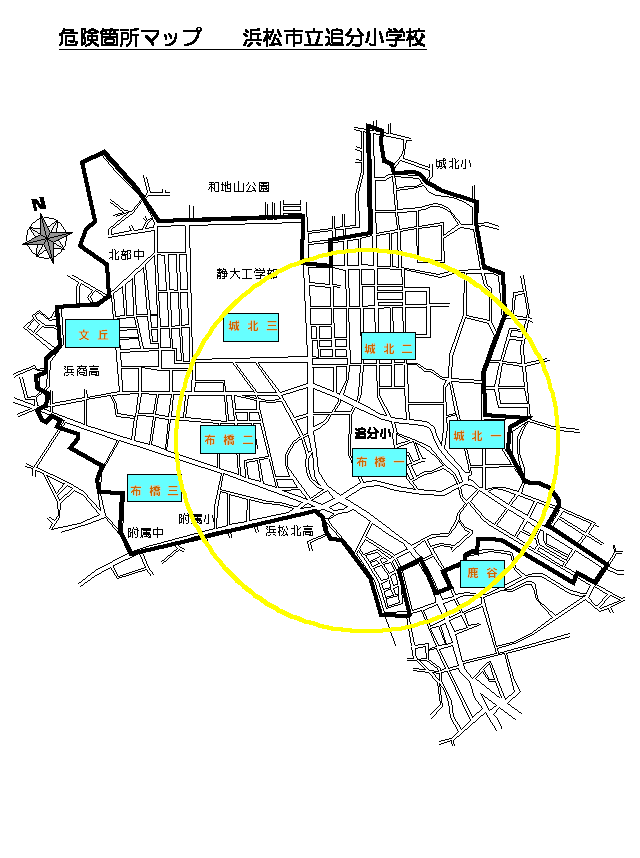 危険箇所マップ　　浜松市立追分小学校
城北小
和地山公園
N
北部中
静大工学部
城北三
文丘
城北二
浜商高
布橋二
追分小
城北一
布橋一
布橋三
附属小
附属中
浜松北高
鹿谷